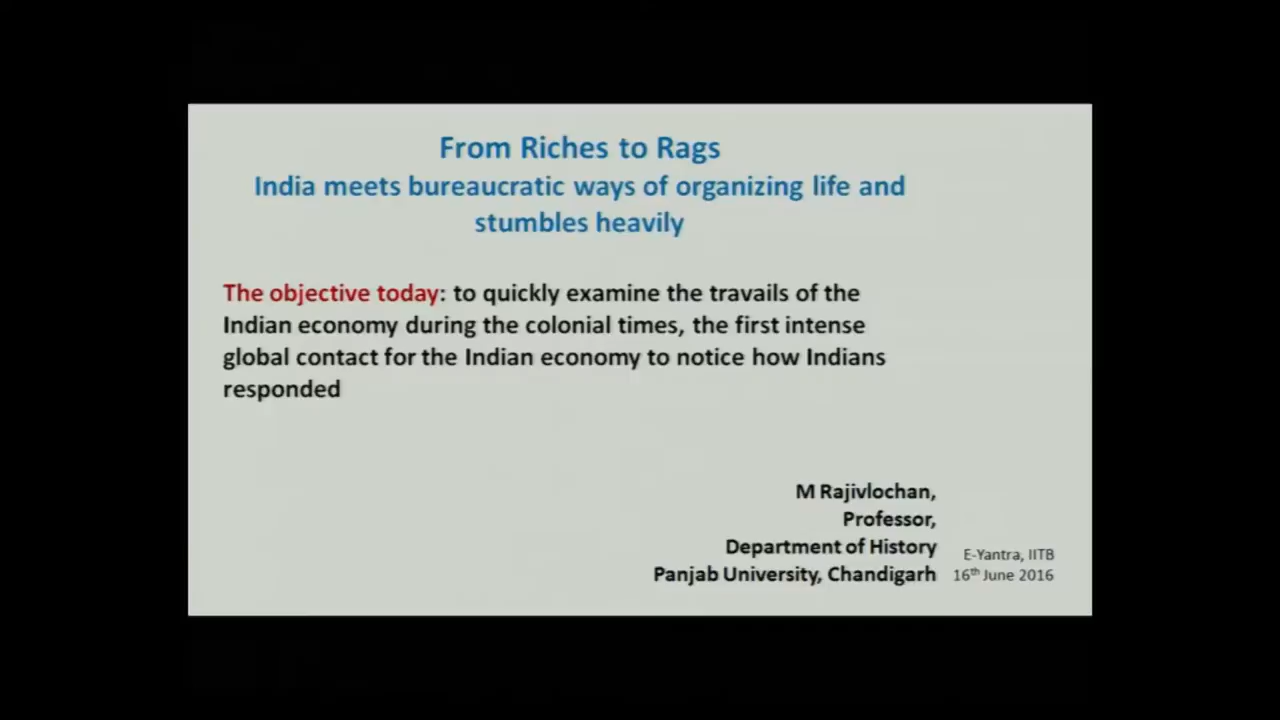 From Riches to Rags
India meets bureaucratic ways of organizing life and
stumbles heavily
The objective today: to quickly examine the travails of the
Indian economy during the colonial times, the first intense
global contact for the Indian economy to notice how Indians
responded
M Rajivlochan,
Professor,
Department of History
Panjab University, Chandigarh
E-Yantra, IITB
16th June 2016